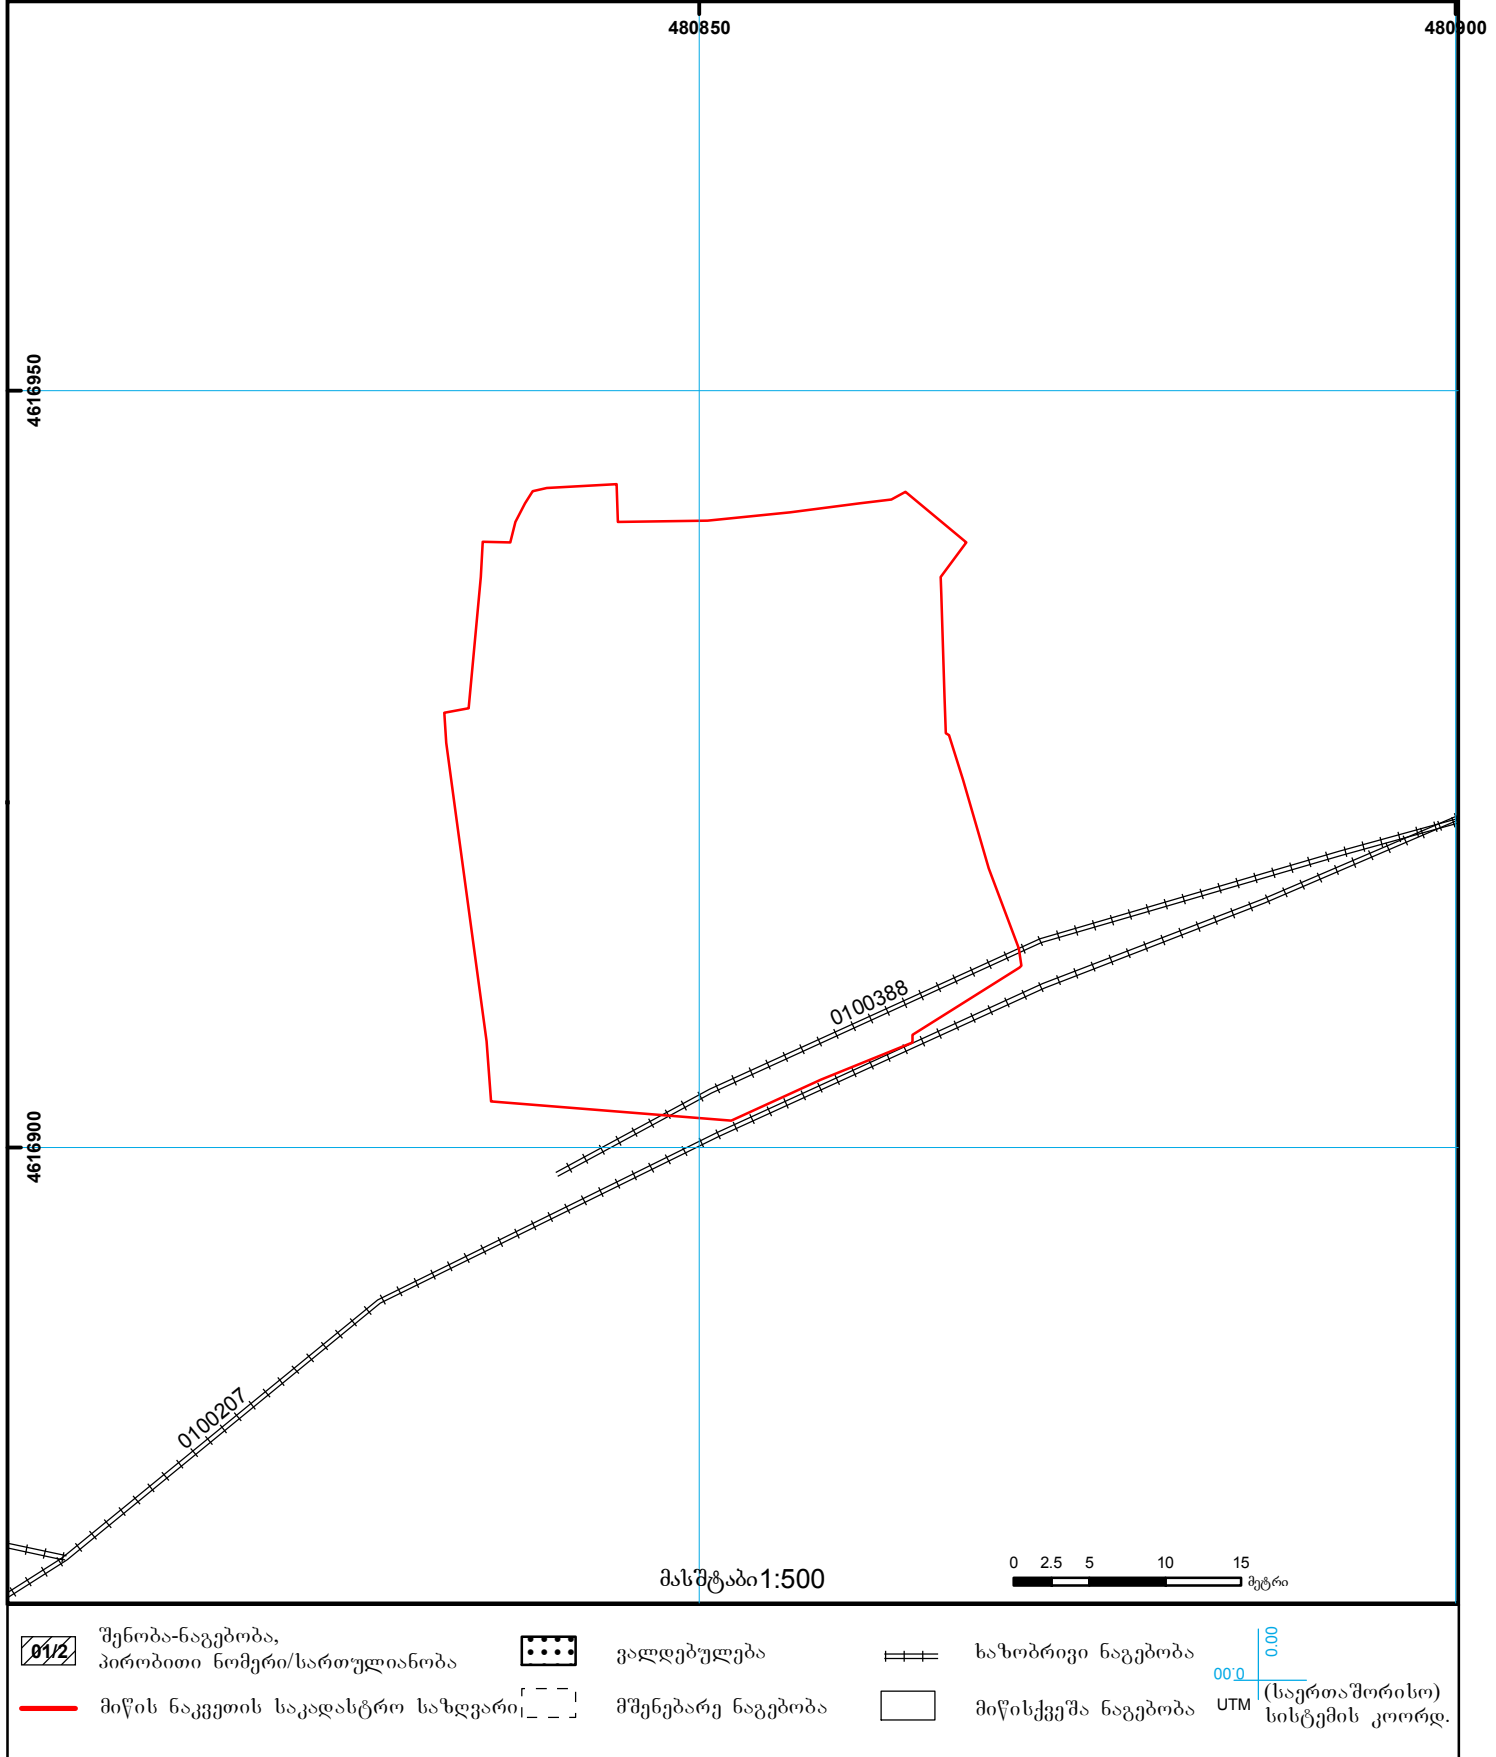 480850
480900
4616950
4616900
0100388
0100207
მასშტაბი 1:500
0 2.5 5 10 15
მეტრი
01/2
შენობა-ნაგებობა,
პირობითი ნომერი/სართულიანობა
ვალდებულება
ხაზობრივი ნაგებობა
00.0
00.0
მიწის ნაკვეთის საკადასტრო საზღვარი
მშენებარე ნაგებობა
მიწისქვეშა ნაგებობა
UTM
(საერთაშორისო)
სისტემის კოორდ.